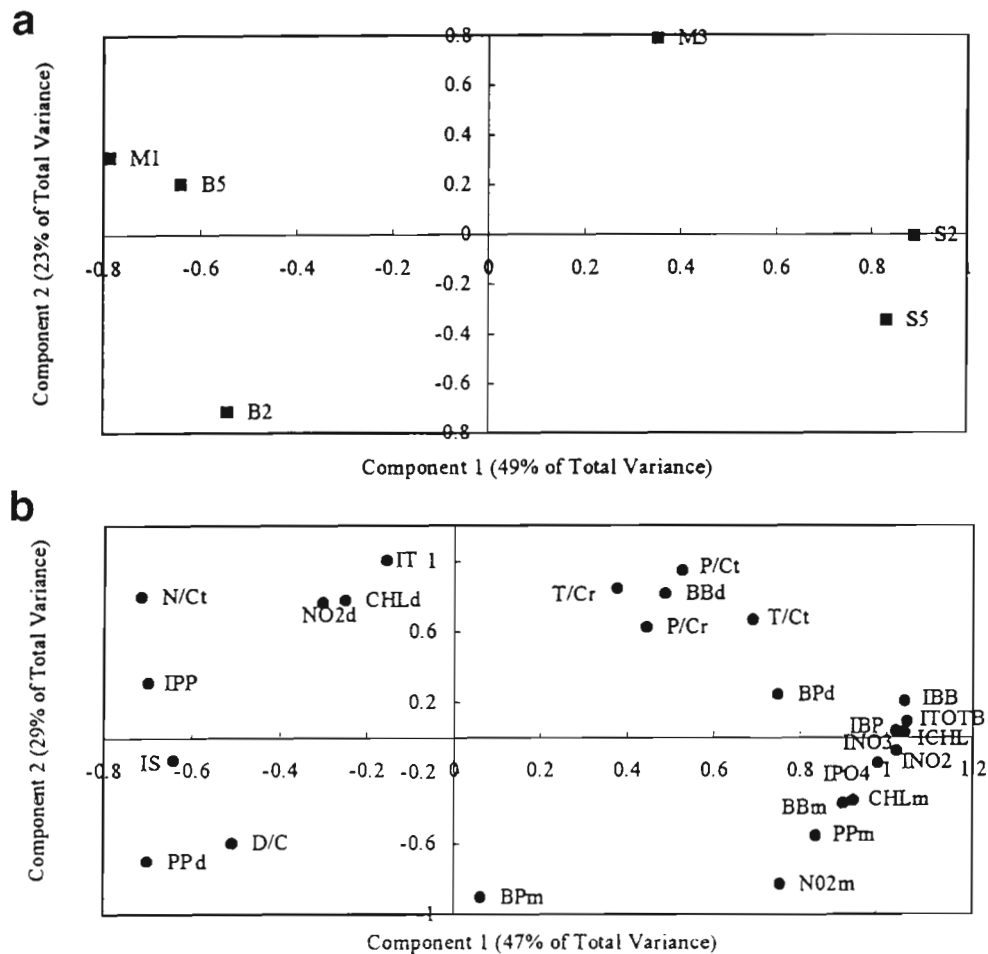 a
Component 2 (23% of Total Variance)
0.8
M3
0.6
0.4
M1
B5
0.2
0
S2
-0.8 -0.6 -0.4 -0.2 0 0.2 0.4 0.6 0.8 1
-0.2
S5
-0.4
-0.6
B2
-0.8
Component 1 (49% of Total Variance)
b
Component 2 (29% of Total Variance)
IT 1
P/Ct
T/Cr
BBd
N/Ct
CHLd
NO2d
T/Ct
0.6
P/Cr
IPP
BPd
0.2
IBB
ITOTB
IBP
ICHL
INO3
INO2
IS
-0.8 -0.6 -0.4 -0.2 -0.2 0.2 0.4 0.6 0.8 1 1.2
IPO4
CHLm
BBm
PPm
D/C
-0.6
PPd
N02m
BPm
-1
Component 1 (47% of Total Variance)